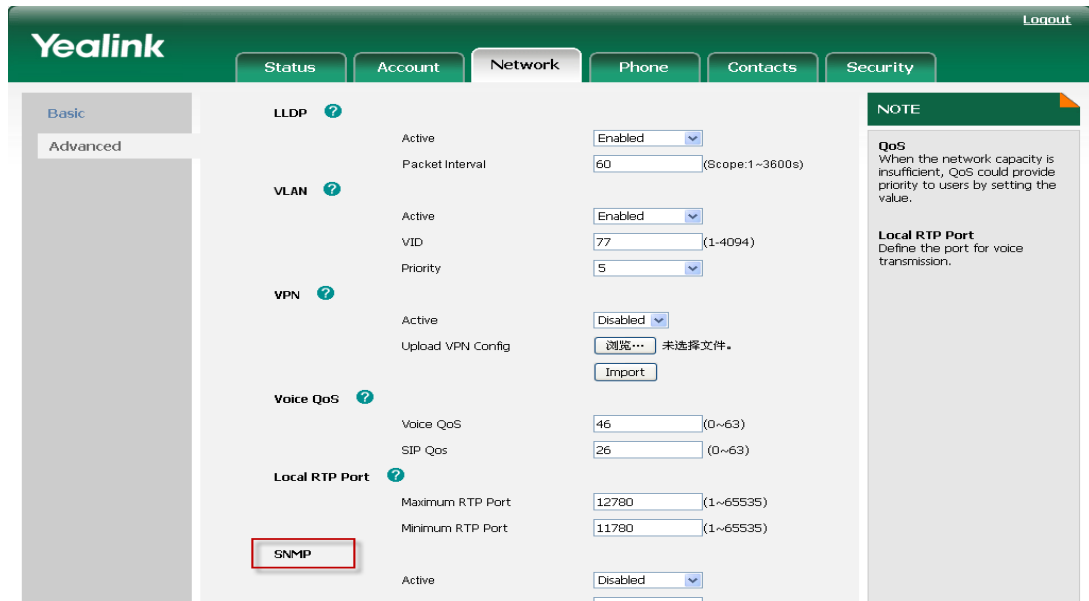 Logout
Yealink
Status Account Network Phone Contacts Security
Basic
Advanced
LLDP ?
Active Enabled
Packet Interval 60 (Scope:1~3600s)
VLAN ?
Active Enabled
VID 77 (1-4094)
Priority 5
VPN ?
Active Disabled
Upload VPN Config 浏览… 未选择文件。
Import
Voice QoS ?
Voice QoS 46 (0~63)
SIP Qos 26 (0~63)
Local RTP Port ?
Maximum RTP Port 12780 (1~65535)
Minimum RTP Port 11780 (1~65535)
SNMP
Active Disabled
NOTE
QoS
When the network capacity is
insufficient, QoS could provide
priority to users by setting the
value.
Local RTP Port
Define the port for voice
transmission.